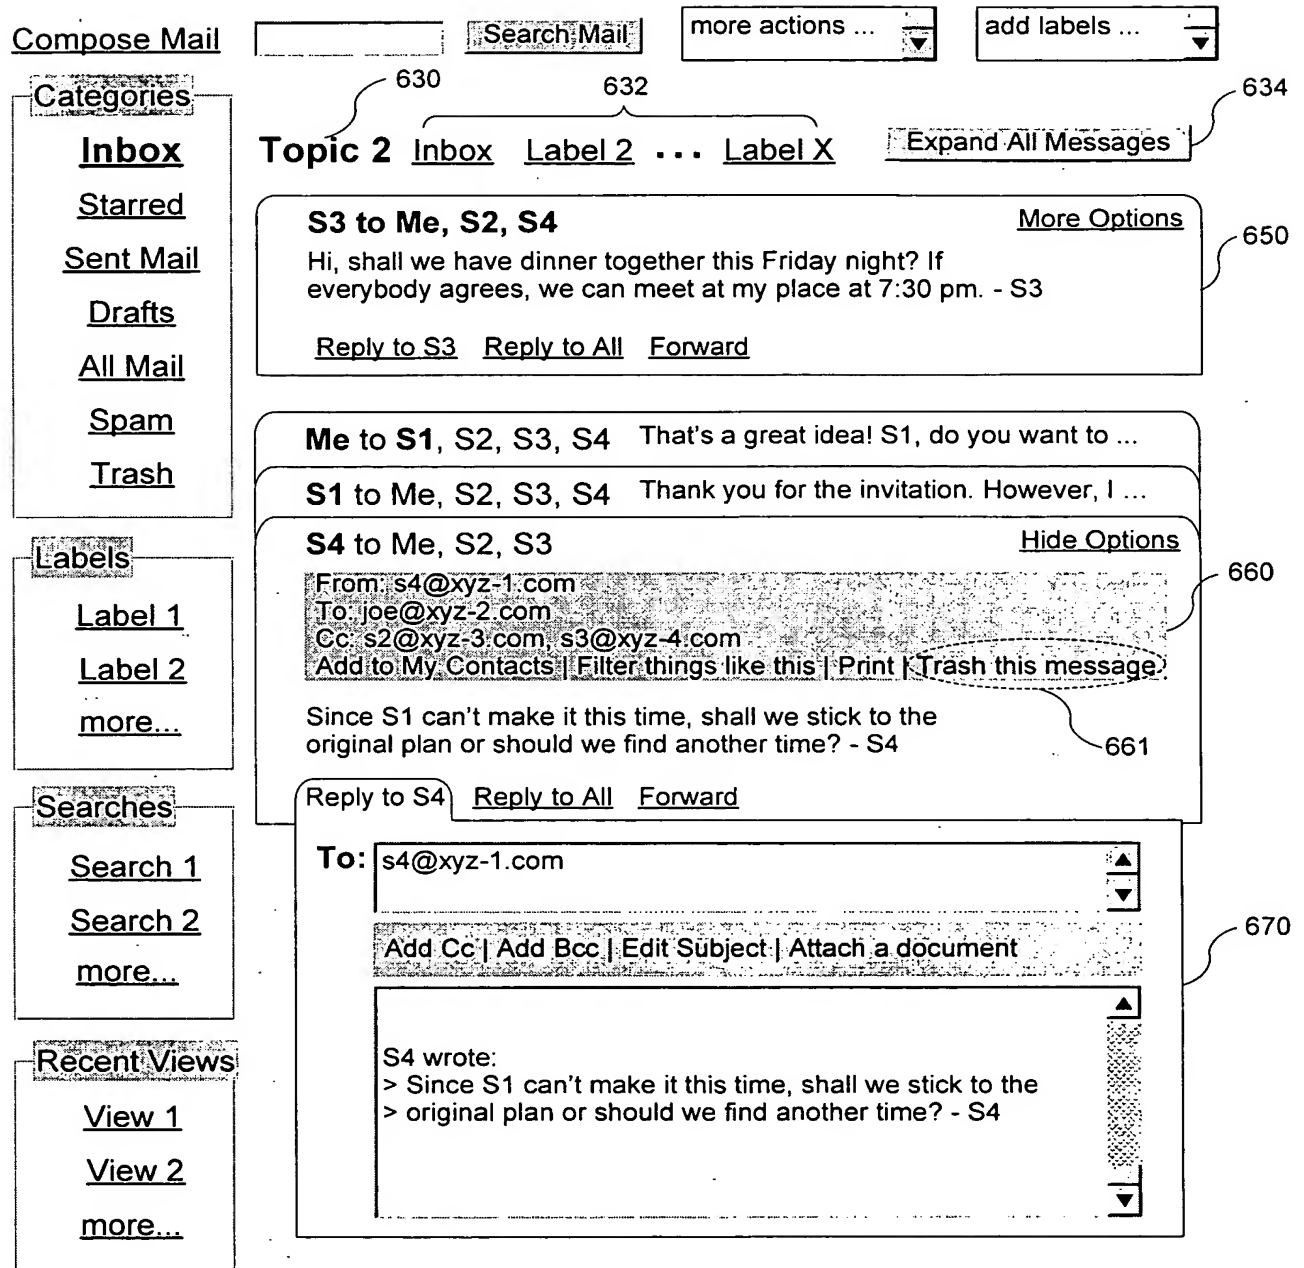 Compose Mail
Search Mail
more actions ...
add labels ...
630
632
634
Categories
Inbox
Starred
Sent Mail
Drafts
All Mail
Spam
Trash
Labels
Label 1
Label 2
more...
Searches
Search 1
Search 2
more...
Recent Views
View 1
View 2
more...
Topic 2 Inbox Label 2 ... Label X
Expand All Messages
S3 to Me, S2, S4
More Options
650
Hi, shall we have dinner together this Friday night? If
everybody agrees, we can meet at my place at 7:30 pm. - S3
Reply to S3 Reply to All Forward
Me to S1, S2, S3, S4 That's a great idea! S1, do you want to ...
S1 to Me, S2, S3, S4 Thank you for the invitation. However, I ...
S4 to Me, S2, S3
Hide Options
660
From: s4@xyz-1.com
To: joe@xyz-2.com
Cc: s2@xyz-3.com, s3@xyz-4.com
Add to My Contacts | Filter things like this | Print | Trash this message
661
Since S1 can't make it this time, shall we stick to the
original plan or should we find another time? - S4
Reply to S4 Reply to All Forward
To: s4@xyz-1.com
670
Add Cc | Add Bcc | Edit Subject | Attach a document
S4 wrote:
> Since S1 can't make it this time, shall we stick to the
> original plan or should we find another time? - S4